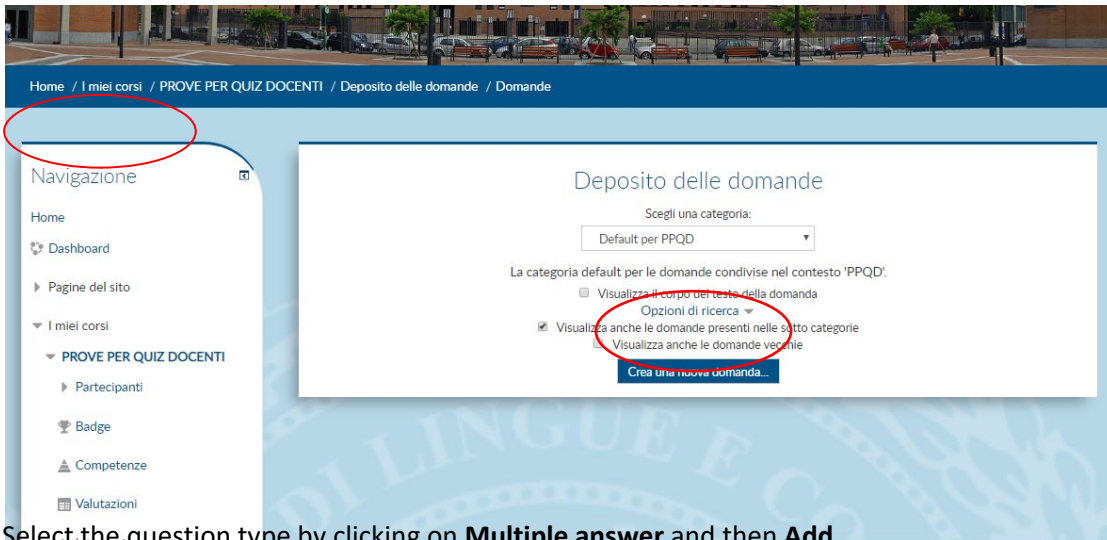 Home / I miei corsi / PROVE PER QUIZ DOCENTI / Deposito delle domande / Domande
Navigazione
Home
Dashboard
Pagine del sito
I miei corsi
PROVE PER QUIZ DOCENTI
Partecipanti
Badge
Competenze
Valutazioni
Deposito delle domande
Scegli una categoria:
Default per PPQD
La categoria default per le domande condivise nel contesto 'PPQD'.
Visualizza il corpo del testo della domanda
Opzioni di ricerca
Visualizza anche le domande presenti nelle sotto categorie
Visualizza anche le domande vecchie
Crea una nuova domanda...
DI LINGUE E CO
Select the question type by clicking on Multiple answer and then Add